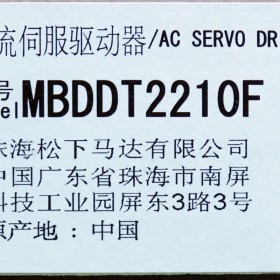 流伺服驱动器/AC SERVO DR
号
el MBDDT2210F
珠海松下马达有限公司
中国广东省珠海市南屏
科技工业园屏东3路3号
原产地：中国